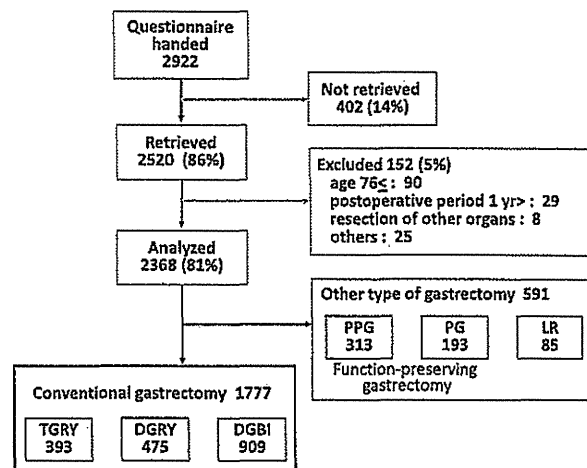 Questionnaire
handed
2922
Not retrieved
402 (14%)
Retrieved
2520 (86%)
Excluded 152 (5%)
age 76≤ : 90
postoperative period 1 yr> : 29
resection of other organs : 8
others : 25
Analyzed
2368 (81%)
Other type of gastrectomy 591
PPG
313
PG
193
LR
85
Function-preserving
gastrectomy
Conventional gastrectomy 1777
TGRY
393
DGRY
475
DGBI
909